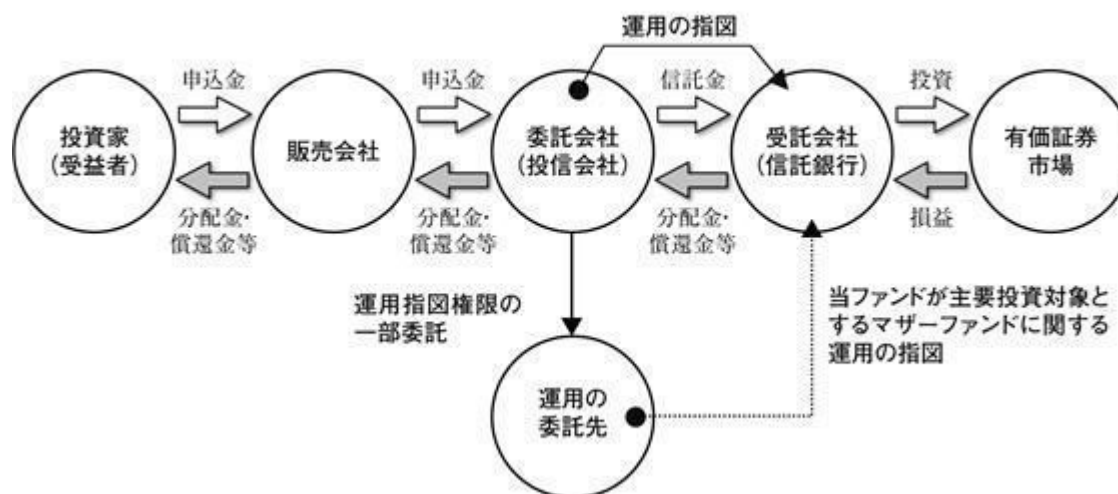 運用の指図
申込金
申込金
信託金
投資
投資家
(受益者)
販売会社
委託会社
(投信会社)
受託会社
(信託銀行)
有価証券
市場
分配金・
償還金等
分配金・
償還金等
分配金・
償還金等
損益
運用指図権限の
一部委託
当ファンドが主要投資対象と
するマザーファンドに関する
運用の指図
運用の
委託先